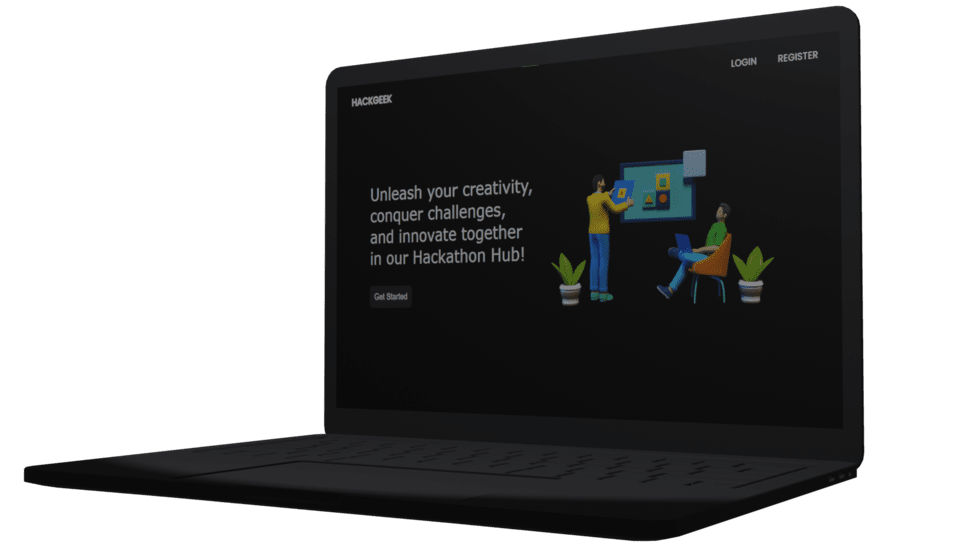 HACKGEEK
LOGIN
REGISTER
Unleash your creativity,
conquer challenges,
and innovate together
in our Hackathon Hub!
Get Started